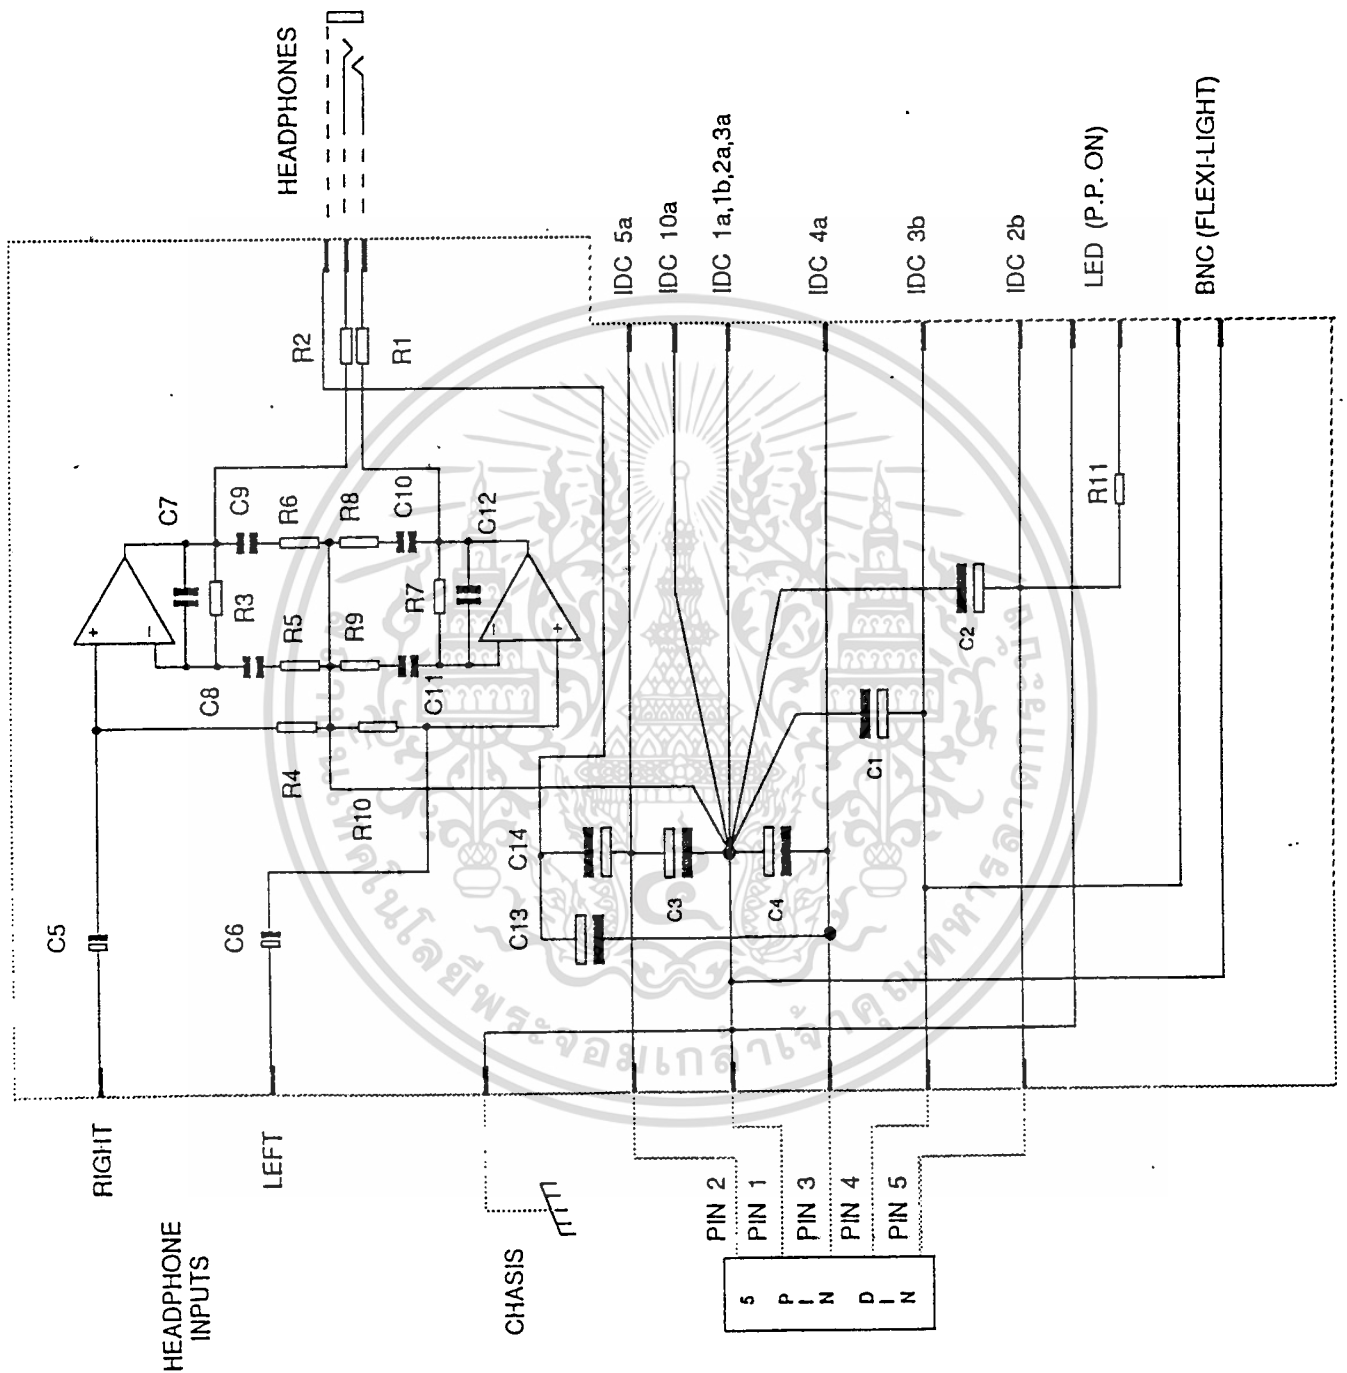 HEADPHONES
HEADPHONE
INPUTS
RIGHT
LEFT
CHASIS
C5
C6
C7
C8
C9
C10
C11
C12
R3
R5
R6
R8
R9
R7
R4
R10
R2
R1
C14
C13
C3
C4
C1
C2
R11
IDC 5a
IDC 10a
IDC 1a,1b,2a,3a
IDC 4a
IDC 3b
IDC 2b
LED (P.P. ON)
BNC (FLEXI-LIGHT)
PIN 2
PIN 1
PIN 3
PIN 4
PIN 5
5 PIN DIN
+
−
−
+